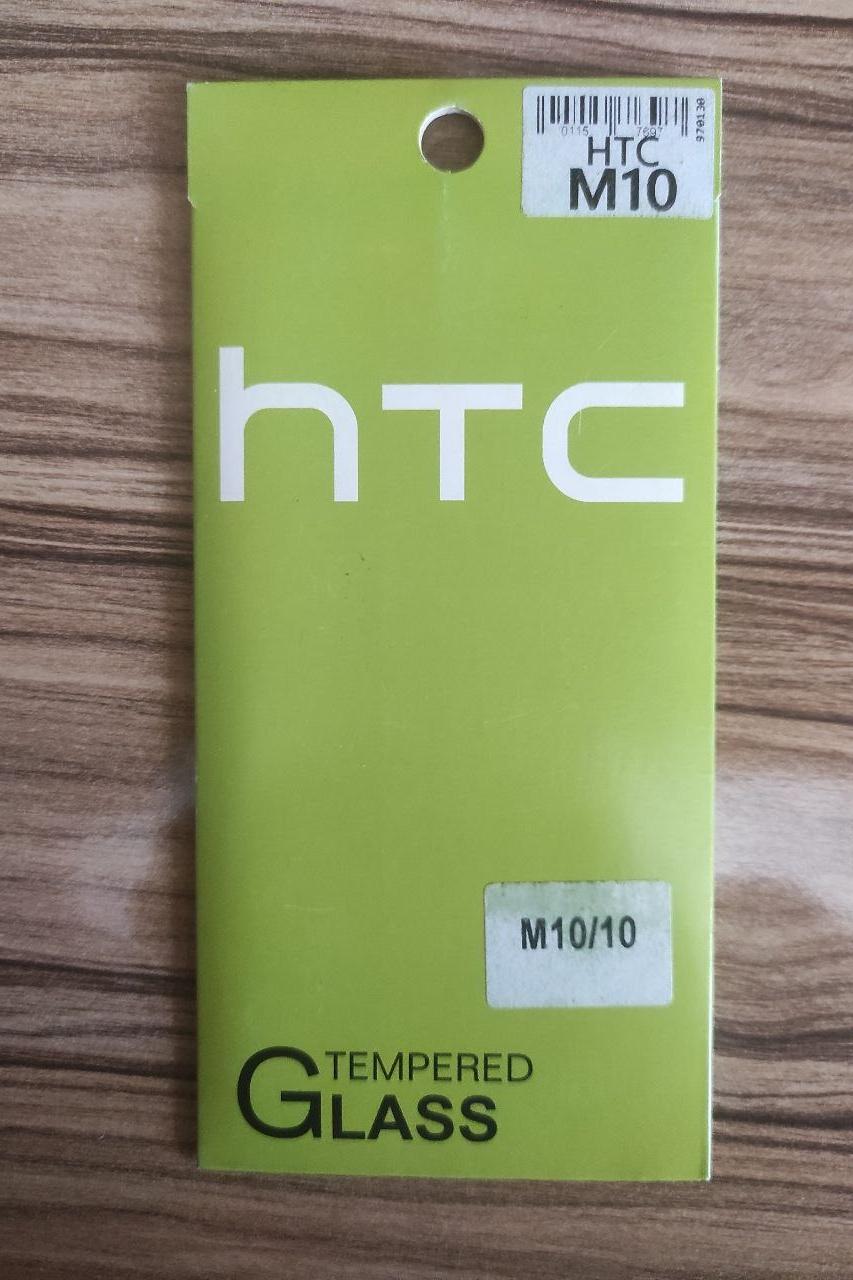 0115 7697
970130
HTC
M10
hTC
M10/10
TEMPERED
GLASS